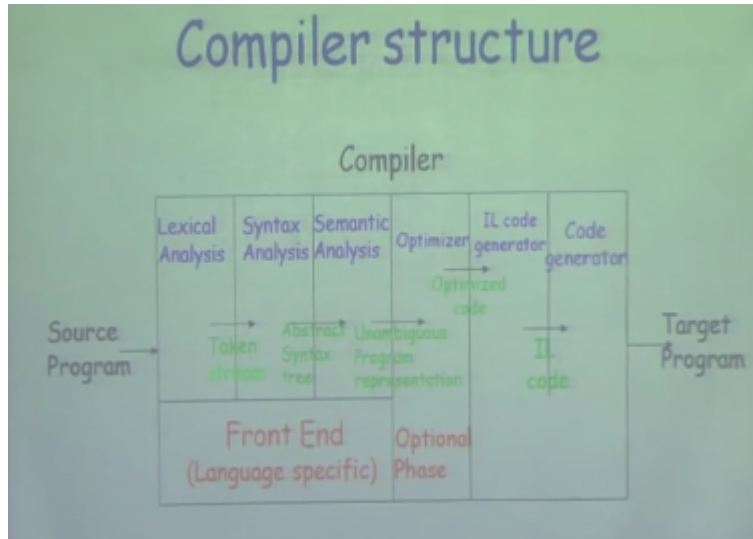 Compiler structure
Compiler
Lexical
Analysis
Syntax
Analysis
Semantic
Analysis
Optimizer
IL code
generator
Code
generator
Optimized
code
Source
Program
Token
stream
Abstract
Syntax
tree
Unambiguous
Program
representation
IL
code
Target
Program
Front End
(Language specific)
Optional
Phase